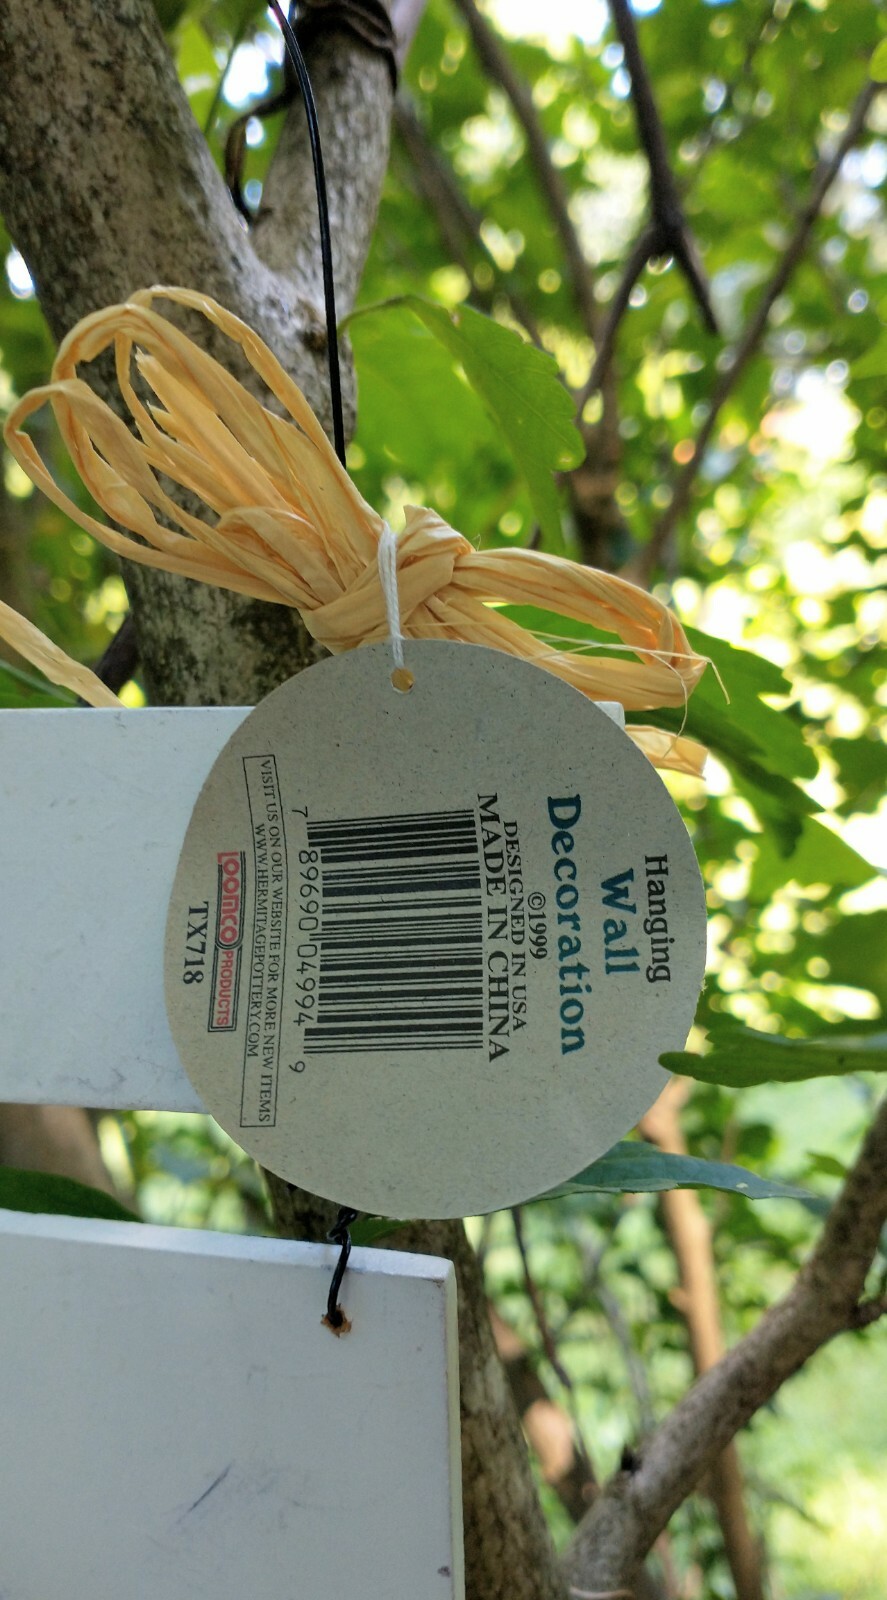 Hanging
Wall
Decoration
©1999
DESIGNED IN USA
MADE IN CHINA
7 89690 04994 9
VISIT US ON OUR WEBSITE FOR MORE NEW ITEMS
WWW.HERMITAGEPOTTERY.COM
LOOMCO PRODUCTS
TX718